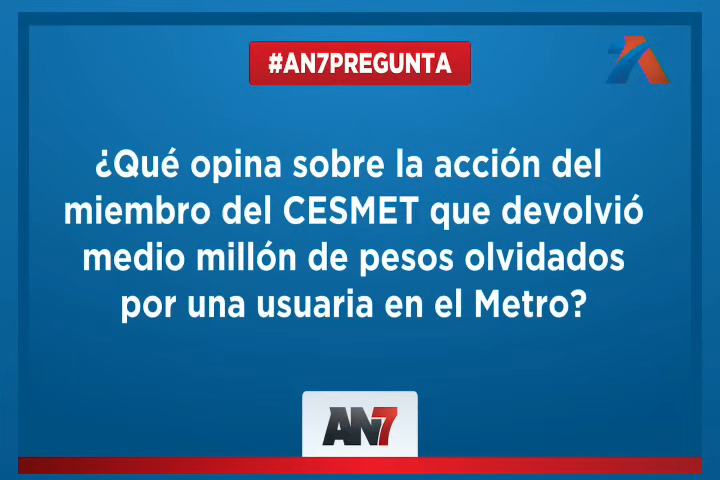 #AN7PREGUNTA
¿Qué opina sobre la acción del
miembro del CESMET que devolvió
medio millón de pesos olvidados
por una usuaria en el Metro?
AN7